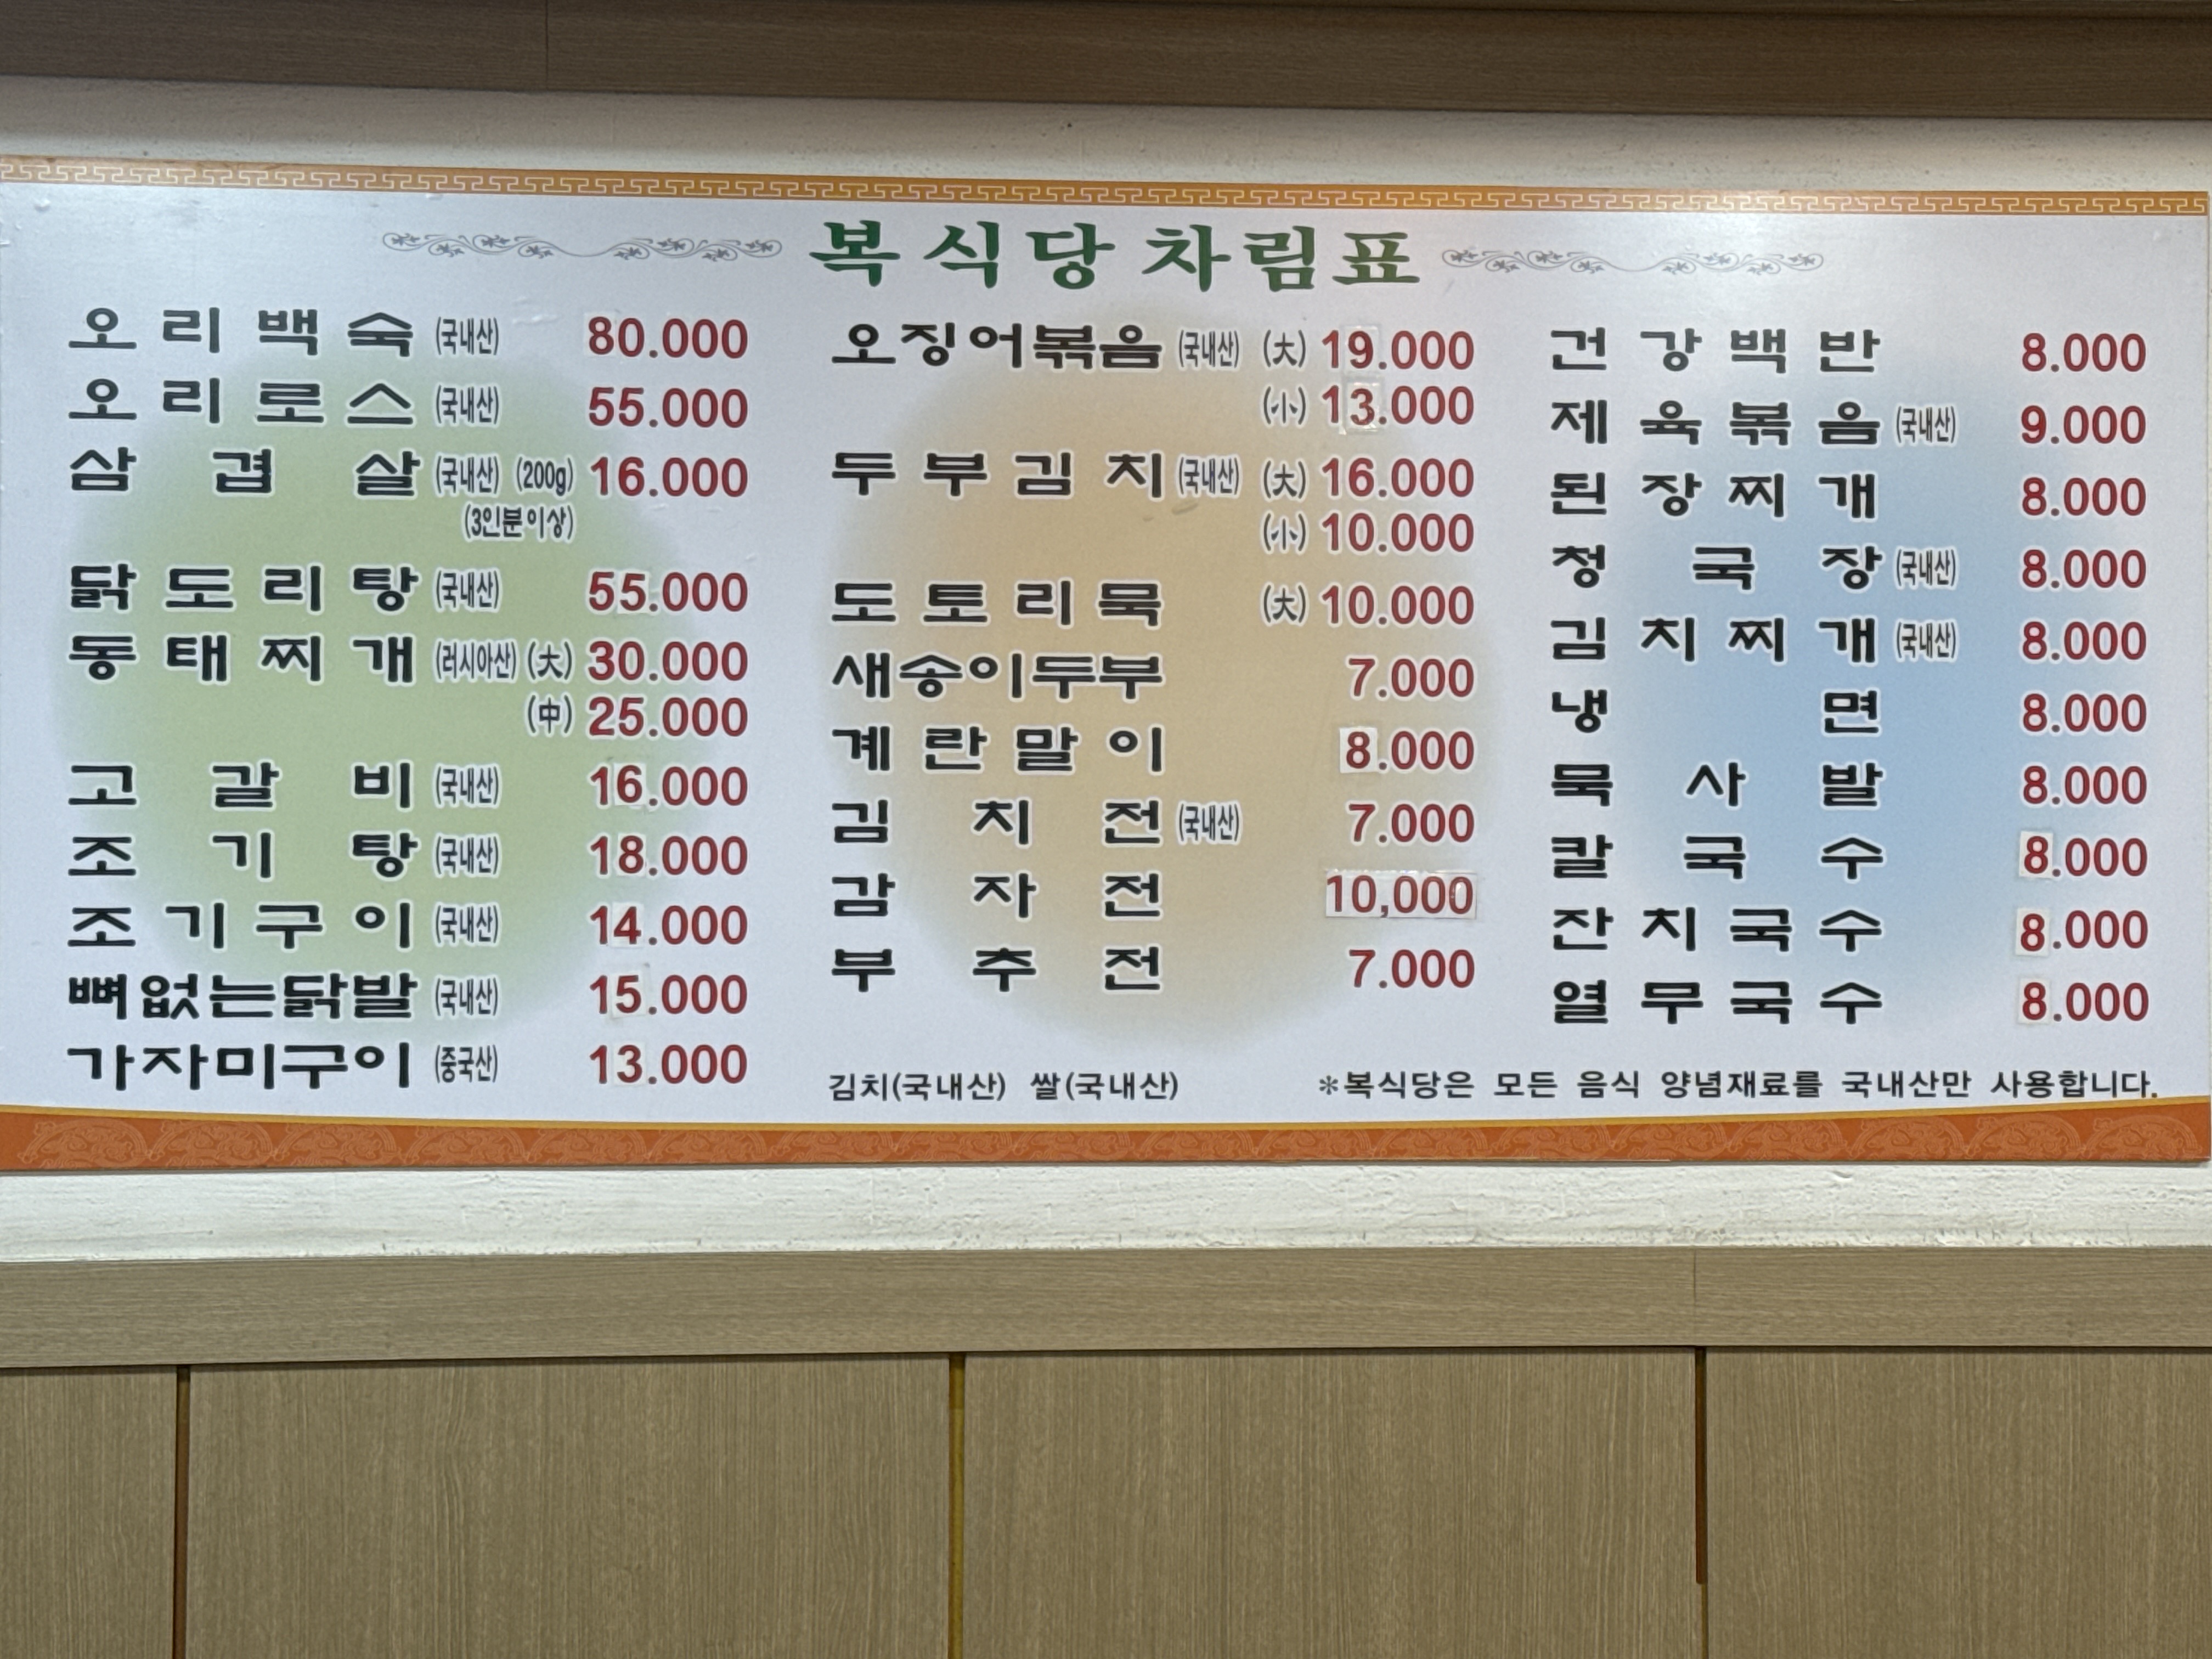 복식당 차림표
오리백숙 (국내산) 80.000
오리로스 (국내산) 55.000
삼겹살 (국내산) (200g) 16.000
(3인분이상)
닭도리탕 (국내산) 55.000
동태찌개 (러시아산) (大) 30.000
(中) 25.000
고갈비 (국내산) 16.000
조기탕 (국내산) 18.000
조기구이 (국내산) 14.000
뼈없는닭발 (국내산) 15.000
가자미구이 (중국산) 13.000
오징어볶음 (국내산) (大) 19.000
(小) 13.000
두부김치 (국내산) (大) 16.000
(小) 10.000
도토리묵 (大) 10.000
새송이두부 7.000
계란말이 8.000
김치전 (국내산) 7.000
감자전 10,000
부추전 7.000
김치(국내산) 쌀(국내산)
건강백반 8.000
제육볶음 (국내산) 9.000
된장찌개 8.000
청국장 (국내산) 8.000
김치찌개 (국내산) 8.000
냉면 8.000
묵사발 8.000
칼국수 8.000
잔치국수 8.000
열무국수 8.000
*복식당은 모든 음식 양념재료를 국내산만 사용합니다.